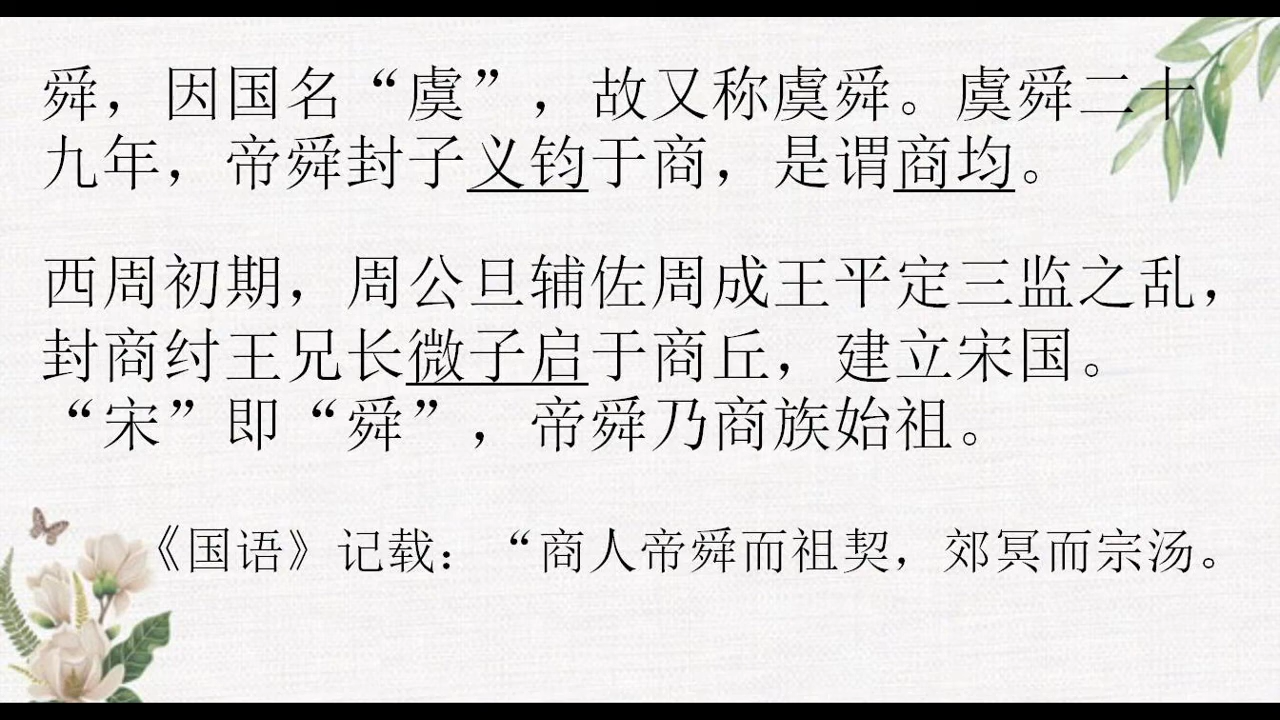 舜，因国名“虞”，故又称虞舜。虞舜二十
九年，帝舜封子义钧于商，是谓商均。
西周初期，周公旦辅佐周成王平定三监之乱，
封商纣王兄长微子启于商丘，建立宋国。
“宋”即“舜”，帝舜乃商族始祖。
《国语》记载：“商人帝舜而祖契，郊冥而宗汤。